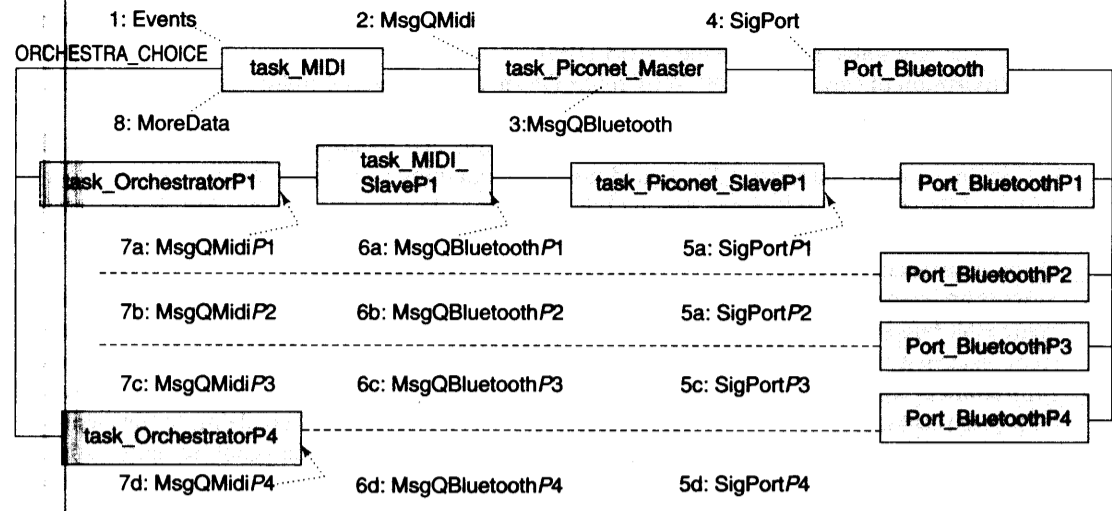 1: Events 2: MsgQMidi 4: SigPort
ORCHESTRA_CHOICE
task_MIDI task_Piconet_Master Port_Bluetooth
8: MoreData 3:MsgQBluetooth
task_OrchestratorP1 task_MIDI_
SlaveP1 task_Piconet_SlaveP1 Port_BluetoothP1
7a: MsgQMidiP1 6a: MsgQBluetoothP1 5a: SigPortP1
Port_BluetoothP2
7b: MsgQMidiP2 6b: MsgQBluetoothP2 5a: SigPortP2
Port_BluetoothP3
7c: MsgQMidiP3 6c: MsgQBluetoothP3 5c: SigPortP3
Port_BluetoothP4
task_OrchestratorP4
7d: MsgQMidiP4 6d: MsgQBluetoothP4 5d: SigPortP4